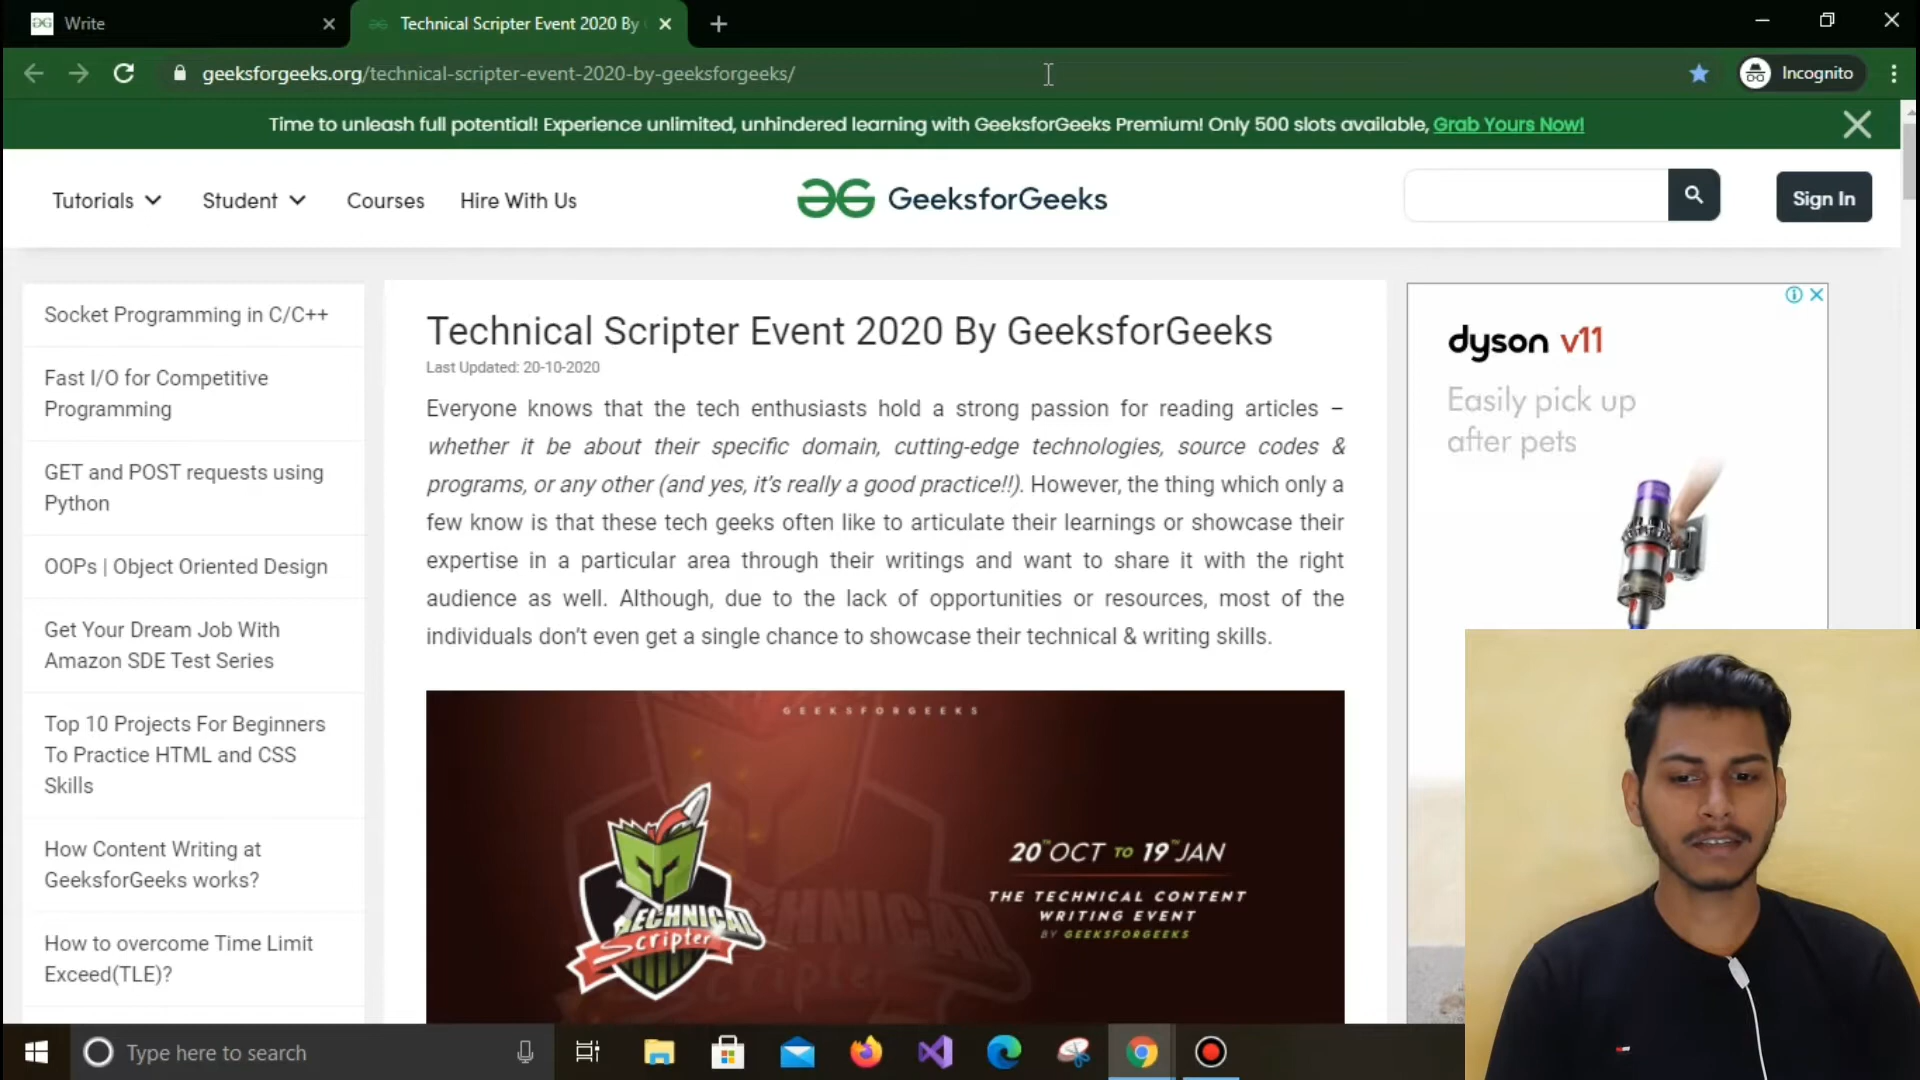 Write
Technical Scripter Event 2020 By
geeksforgeeks.org/technical-scripter-event-2020-by-geeksforgeeks/
Incognito
Time to unleash full potential! Experience unlimited, unhindered learning with GeeksforGeeks Premium! Only 500 slots available, Grab Yours Now!
Tutorials
Student
Courses
Hire With Us
GeeksforGeeks
Sign In
Socket Programming in C/C++
Fast I/O for Competitive
Programming
GET and POST requests using
Python
OOPs | Object Oriented Design
Get Your Dream Job With
Amazon SDE Test Series
Top 10 Projects For Beginners
To Practice HTML and CSS
Skills
How Content Writing at
GeeksforGeeks works?
How to overcome Time Limit
Exceed(TLE)?
Technical Scripter Event 2020 By GeeksforGeeks
Last Updated: 20-10-2020
Everyone knows that the tech enthusiasts hold a strong passion for reading articles –
whether it be about their specific domain, cutting-edge technologies, source codes &
programs, or any other (and yes, it's really a good practice!!). However, the thing which only a
few know is that these tech geeks often like to articulate their learnings or showcase their
expertise in a particular area through their writings and want to share it with the right
audience as well. Although, due to the lack of opportunities or resources, most of the
individuals don't even get a single chance to showcase their technical & writing skills.
GEEKSFORGEEKS
TECHNICAL
Scripter
20TH OCT TO 19TH JAN
THE TECHNICAL CONTENT
WRITING EVENT
BY GEEKSFORGEEKS
dyson v11
Easily pick up
after pets
Type here to search